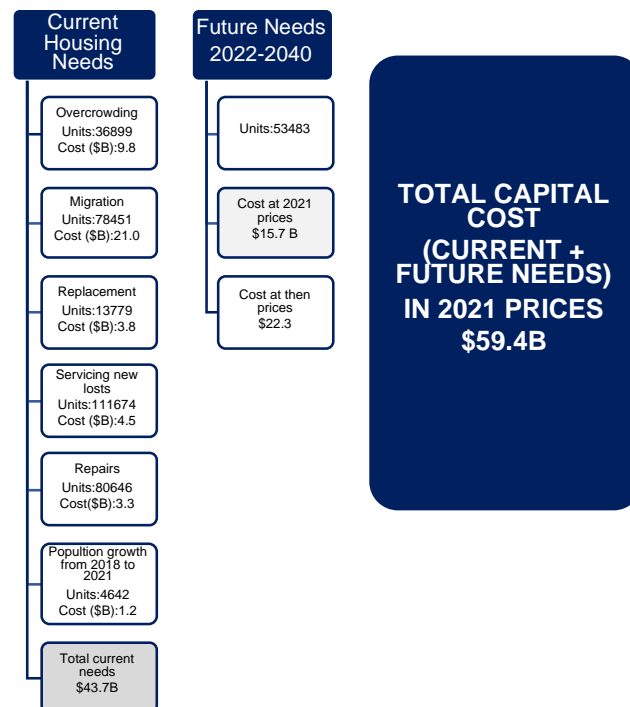 Current
Housing
Needs
Overcrowding
Units:36899
Cost ($B):9.8
Migration
Units:78451
Cost ($B):21.0
Replacement
Units:13779
Cost ($B):3.8
Servicing new
losts
Units:111674
Cost ($B):4.5
Repairs
Units:80646
Cost($B):3.3
Popultion growth
from 2018 to
2021
Units:4642
Cost ($B):1.2
Total current
needs
$43.7B
Future Needs
2022-2040
Units:53483
Cost at 2021
prices
$15.7 B
Cost at then
prices
$22.3
TOTAL CAPITAL
COST
(CURRENT +
FUTURE NEEDS)
IN 2021 PRICES
$59.4B